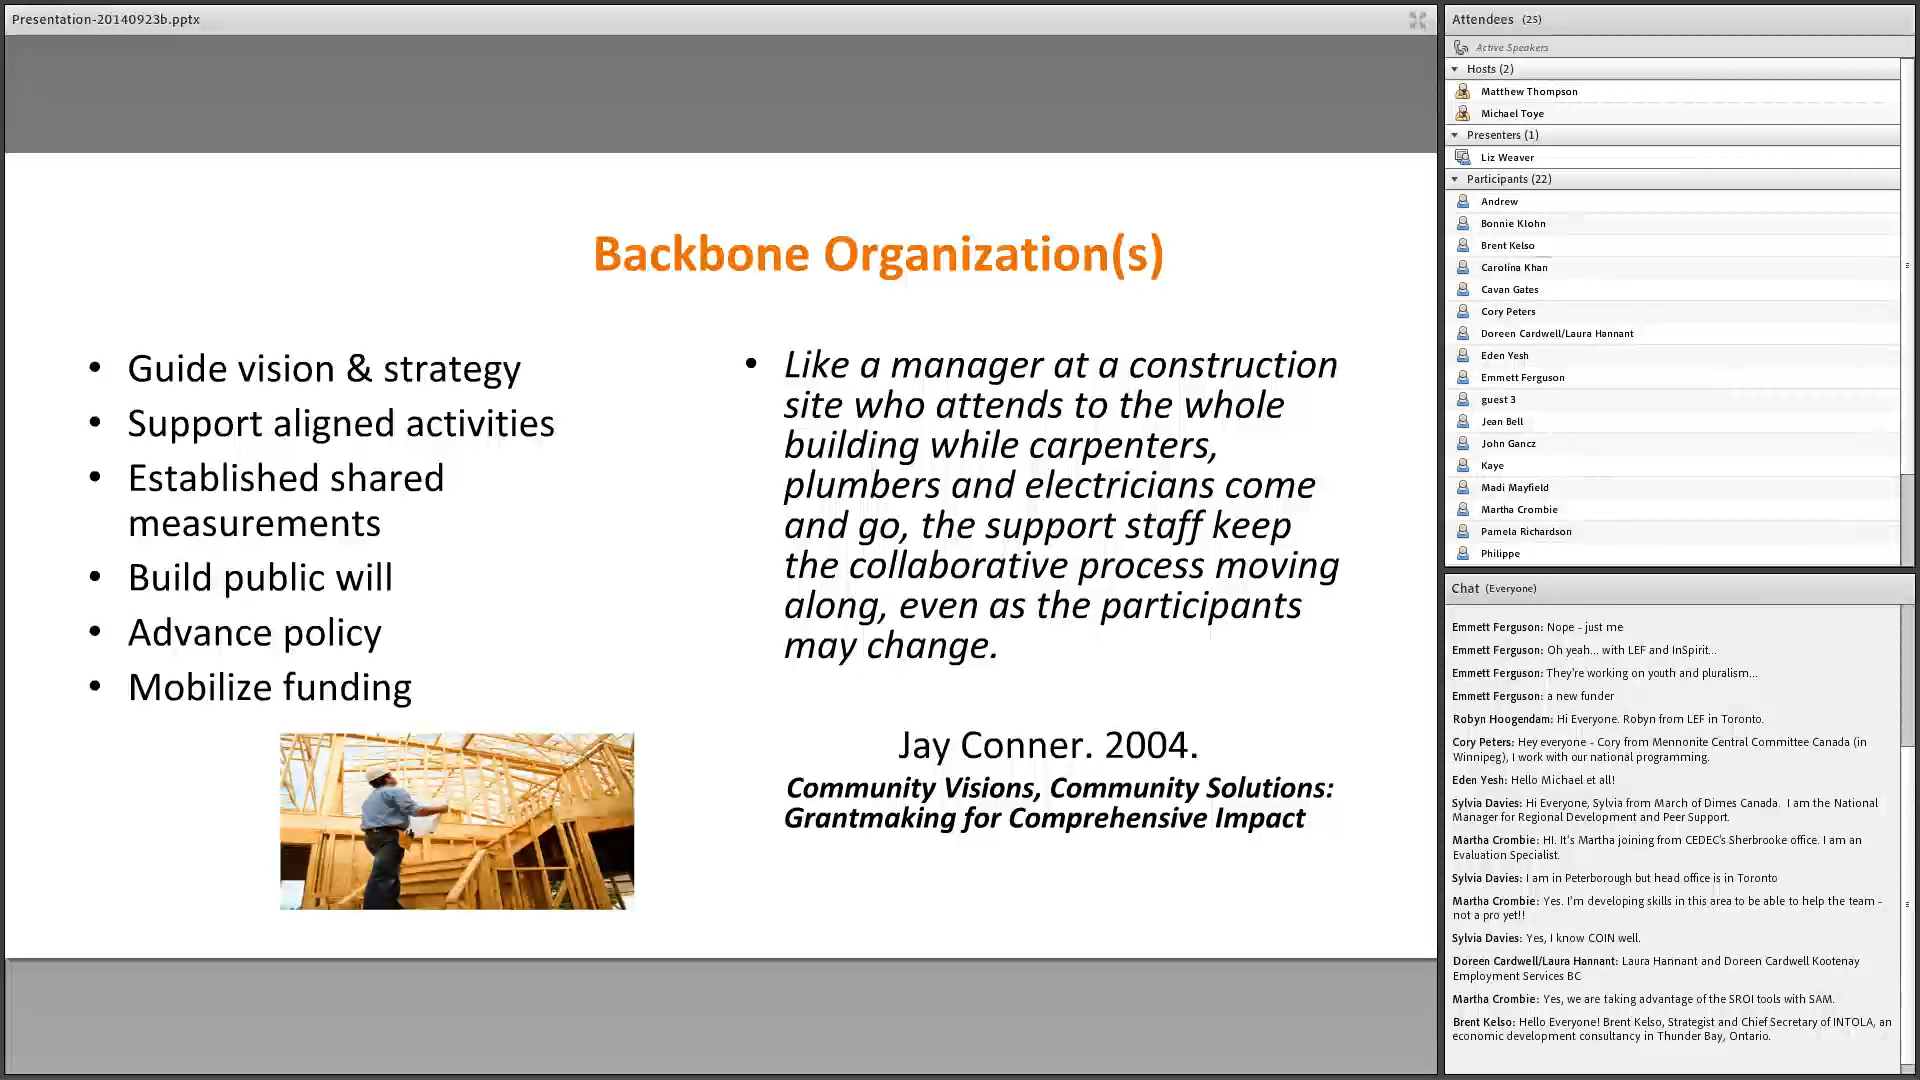 Presentation-20140923b.pptx
Backbone Organization(s)
• Guide vision & strategy
• Support aligned activities
• Established shared
measurements
• Build public will
• Advance policy
• Mobilize funding
• Like a manager at a construction
site who attends to the whole
building while carpenters,
plumbers and electricians come
and go, the support staff keep
the collaborative process moving
along, even as the participants
may change.
Jay Conner. 2004.
Community Visions, Community Solutions:
Grantmaking for Comprehensive Impact
Attendees (25)
Active Speakers
Hosts (2)
Matthew Thompson
Michael Toye
Presenters (1)
Liz Weaver
Participants (22)
Andrew
Bonnie Klohn
Brent Kelso
Carolina Khan
Cavan Gates
Cory Peters
Doreen Cardwell/Laura Hannant
Eden Yesh
Emmett Ferguson
guest 3
Jean Bell
John Gancz
Kaye
Madi Mayfield
Martha Crombie
Pamela Richardson
Philippe
Chat (Everyone)
Emmett Ferguson: Nope - just me
Emmett Ferguson: Oh yeah... with LEF and InSpirit...
Emmett Ferguson: They're working on youth and pluralism...
Emmett Ferguson: a new funder
Robyn Hoogendam: Hi Everyone. Robyn from LEF in Toronto.
Cory Peters: Hey everyone - Cory from Mennonite Central Committee Canada (in
Winnipeg), I work with our national programming.
Eden Yesh: Hello Michael et all!
Sylvia Davies: Hi Everyone, Sylvia from March of Dimes Canada. I am the National
Manager for Regional Development and Peer Support.
Martha Crombie: HI. It's Martha joining from CEDEC's Sherbrooke office. I am an
Evaluation Specialist.
Sylvia Davies: I am in Peterborough but head office is in Toronto
Martha Crombie: Yes. I'm developing skills in this area to be able to help the team -
not a pro yet!!
Sylvia Davies: Yes, I know COIN well.
Doreen Cardwell/Laura Hannant: Laura Hannant and Doreen Cardwell Kootenay
Employment Services BC
Martha Crombie: Yes, we are taking advantage of the SROI tools with SAM.
Brent Kelso: Hello Everyone! Brent Kelso, Strategist and Chief Secretary of INTOLA, an
economic development consultancy in Thunder Bay, Ontario.